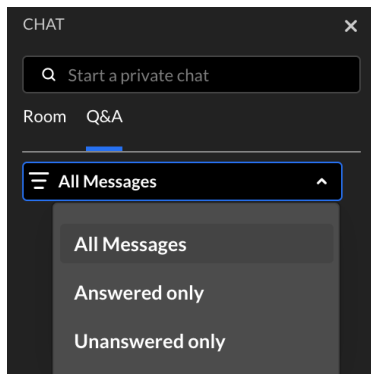 CHAT
Start a private chat
Room Q&A
All Messages
All Messages
Answered only
Unanswered only